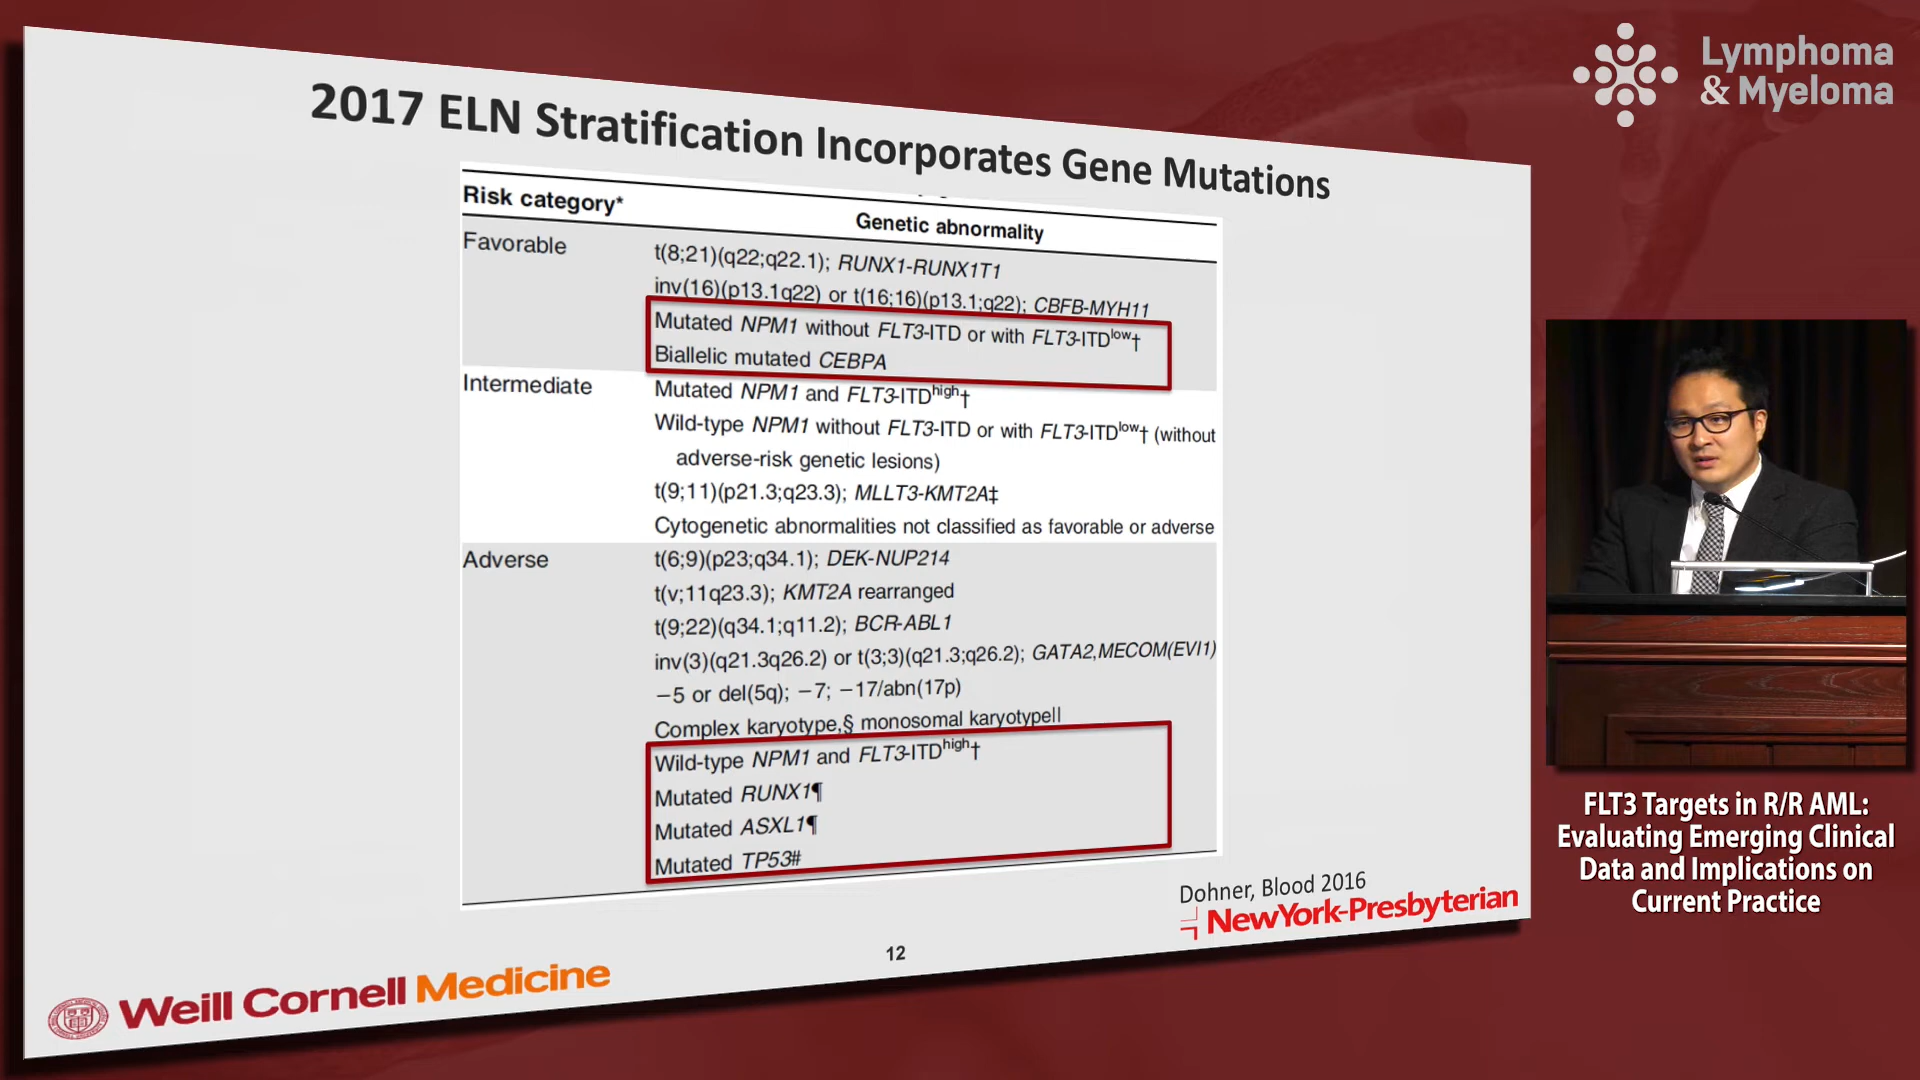 Lymphoma
& Myeloma
2017 ELN Stratification Incorporates Gene Mutations
Risk category* Genetic abnormality
Favorable t(8;21)(q22;q22.1); RUNX1-RUNX1T1
inv(16)(p13.1q22) or t(16;16)(p13.1;q22); CBFB-MYH11
Mutated NPM1 without FLT3-ITD or with FLT3-ITDlow†
Biallelic mutated CEBPA
Intermediate Mutated NPM1 and FLT3-ITDhigh†
Wild-type NPM1 without FLT3-ITD or with FLT3-ITDlow† (without
adverse-risk genetic lesions)
t(9;11)(p21.3;q23.3); MLLT3-KMT2A‡
Cytogenetic abnormalities not classified as favorable or adverse
Adverse t(6;9)(p23;q34.1); DEK-NUP214
t(v;11q23.3); KMT2A rearranged
t(9;22)(q34.1;q11.2); BCR-ABL1
inv(3)(q21.3q26.2) or t(3;3)(q21.3;q26.2); GATA2,MECOM(EVI1)
−5 or del(5q); −7; −17/abn(17p)
Complex karyotype,§ monosomal karyotype||
Wild-type NPM1 and FLT3-ITDhigh†
Mutated RUNX1¶
Mutated ASXL1¶
Mutated TP53#
Dohner, Blood 2016
NewYork-Presbyterian
12
Weill Cornell Medicine
FLT3 Targets in R/R AML:
Evaluating Emerging Clinical
Data and Implications on
Current Practice